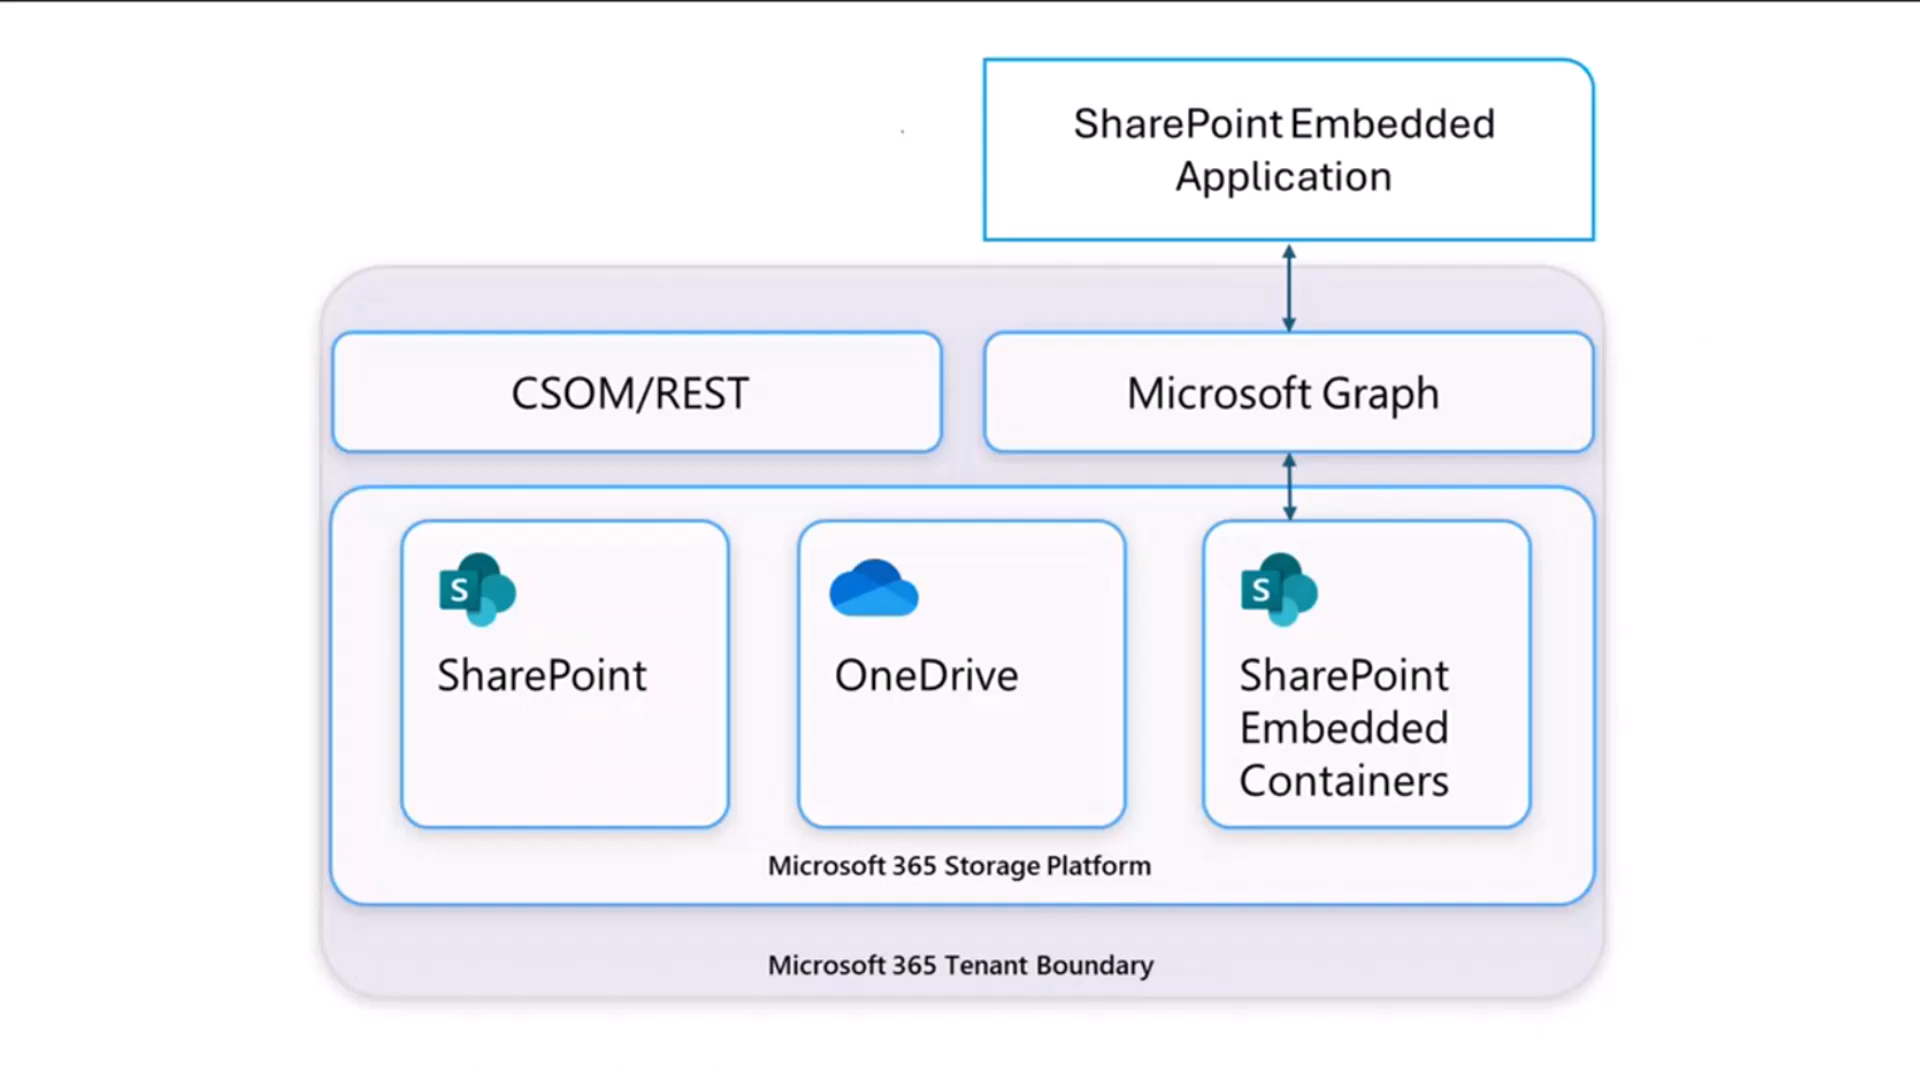 SharePoint Embedded
Application
CSOM/REST
Microsoft Graph
S
SharePoint
OneDrive
S
SharePoint
Embedded
Containers
Microsoft 365 Storage Platform
Microsoft 365 Tenant Boundary